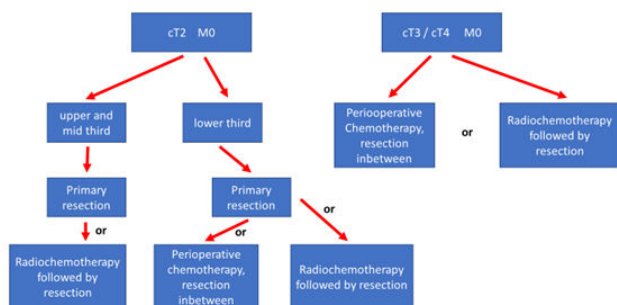 cT2 M0
cT3 / cT4 M0
upper and
mid third
lower third
Periooperative
Chemotherapy,
resection
inbetween
or
Radiochemotherapy
followed by
resection
Primary
resection
Primary
resection
or
or
or
Radiochemotherapy
followed by
resection
Perioperative
chemotherapy,
resection
inbetween
Radiochemotherapy
followed by
resection